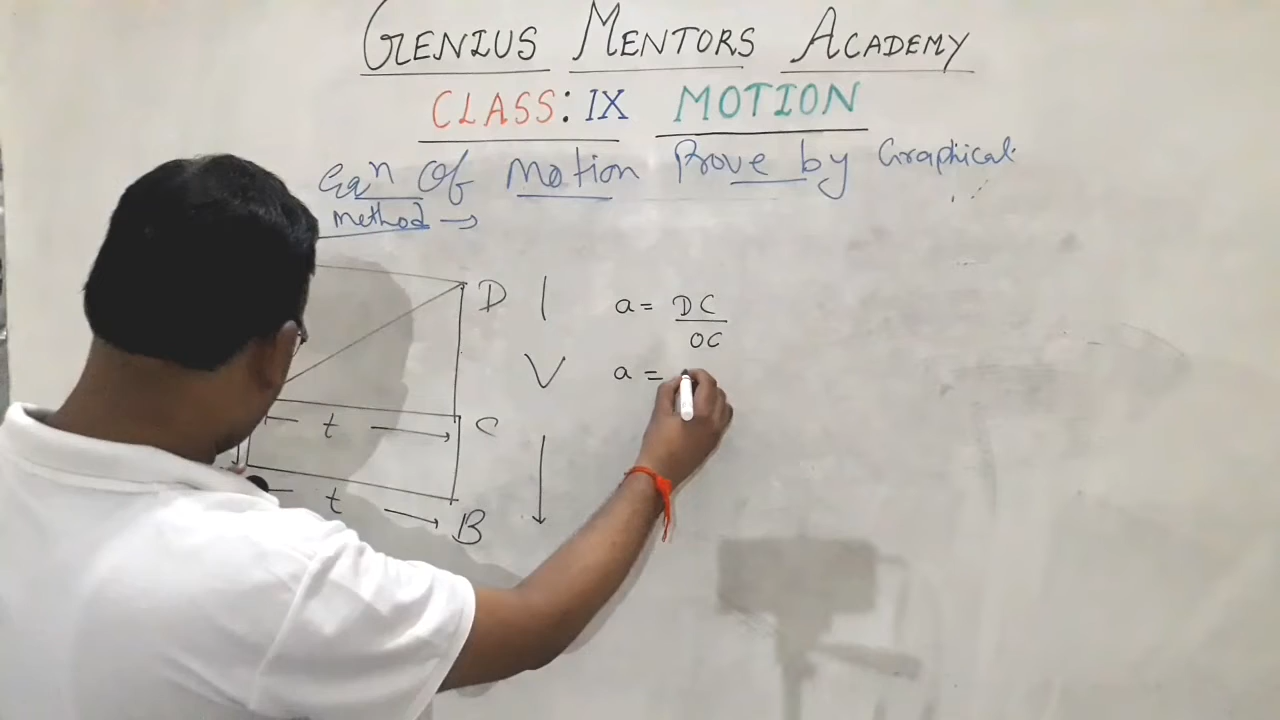 GENIUS MENTORS ACADEMY
CLASS: IX MOTION
Eqn Of Motion Prove by Graphical
Method →
D
a = DC
OC
V
a =
t C
t B